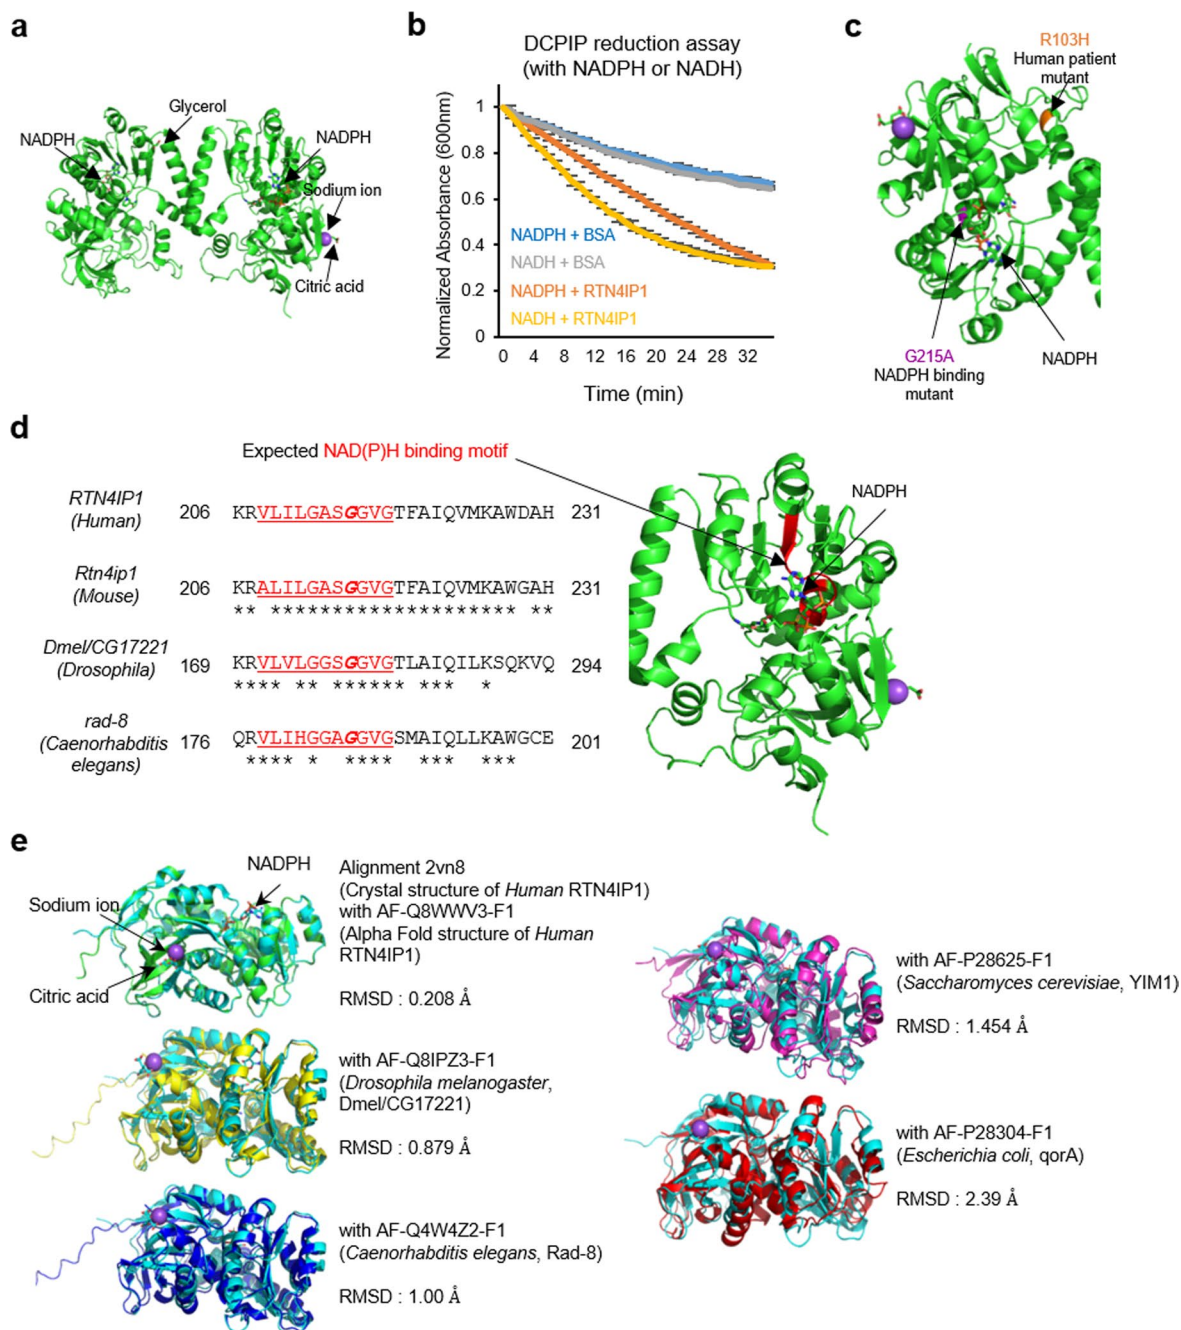 a
Glycerol
NADPH
NADPH
Sodium ion
Citric acid
b
DCPIP reduction assay
(with NADPH or NADH)
Normalized Absorbance (600nm)
1
0.8
0.6
0.4
0.2
0
NADPH + BSA
NADH + BSA
NADPH + RTN4IP1
NADH + RTN4IP1
0 4 8 12 16 20 24 28 32
Time (min)
c
R103H
Human patient
mutant
G215A
NADPH binding
mutant
NADPH
d
Expected NAD(P)H binding motif
NADPH
RTN4IP1
(Human)
206 KRVLILGASGGVGTFAIQVMKAWDAH 231
Rtn4ip1
(Mouse)
206 KRALILGASGGVGTFAIQVMKAWGAH 231
** ********************** **
Dmel/CG17221
(Drosophila)
169 KRVLVLGGSGGVGTLAIQILKSQKVQ 294
**** ** ****** *** *
rad-8
(Caenorhabditis
elegans)
176 QRVLIHGGAGGVGSMAIQLLKAWGCE 201
**** * **** *** ***
e
NADPH
Sodium ion
Citric acid
Alignment 2vn8
(Crystal structure of Human RTN4IP1)
with AF-Q8WWV3-F1
(Alpha Fold structure of Human
RTN4IP1)
RMSD : 0.208 Å
with AF-Q8IPZ3-F1
(Drosophila melanogaster,
Dmel/CG17221)
RMSD : 0.879 Å
with AF-Q4W4Z2-F1
(Caenorhabditis elegans, Rad-8)
RMSD : 1.00 Å
with AF-P28625-F1
(Saccharomyces cerevisiae, YIM1)
RMSD : 1.454 Å
with AF-P28304-F1
(Escherichia coli, qorA)
RMSD : 2.39 Å